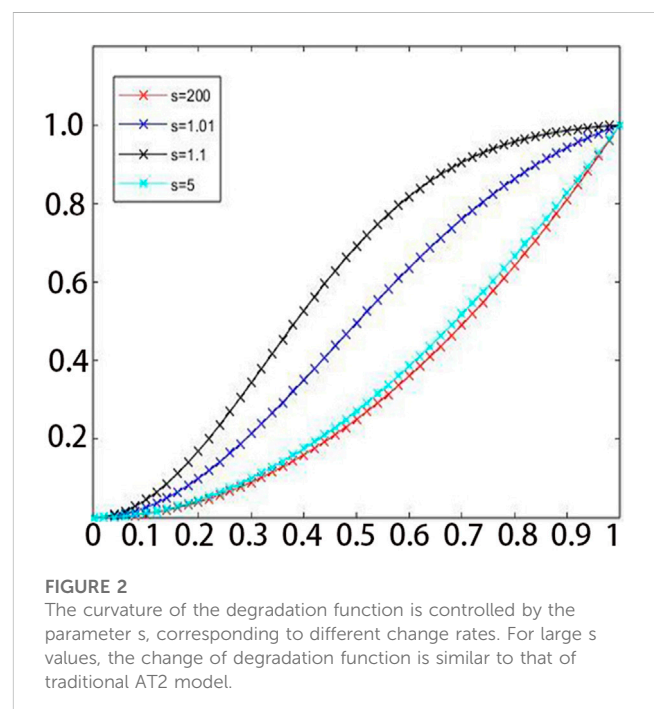 s=200
s=1.01
s=1.1
s=5
1.0
0.8
0.6
0.4
0.2
0 0.1 0.2 0.3 0.4 0.5 0.6 0.7 0.8 0.9 1
FIGURE 2
The curvature of the degradation function is controlled by the
parameter s, corresponding to different change rates. For large s
values, the change of degradation function is similar to that of
traditional AT2 model.